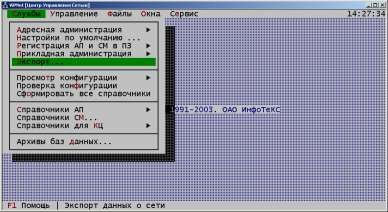 ViPNet [Центр Управления Сетью]
Службы Управление Файлы Окна Сервис 14:27:34
Адресная администрация
Настройки по умолчанию ...
Регистрация АП и СМ в ПЗ
Прикладная администрация
Экспорт...
Просмотр конфигурации
Проверка конфигурации
Сформировать все справочники
Справочники АП
1991-2003. ОАО ИнфоТеКС
Справочники СМ...
Справочники для КЦ
Архивы баз данных...
F1 Помощь | Экспорт данных о сети